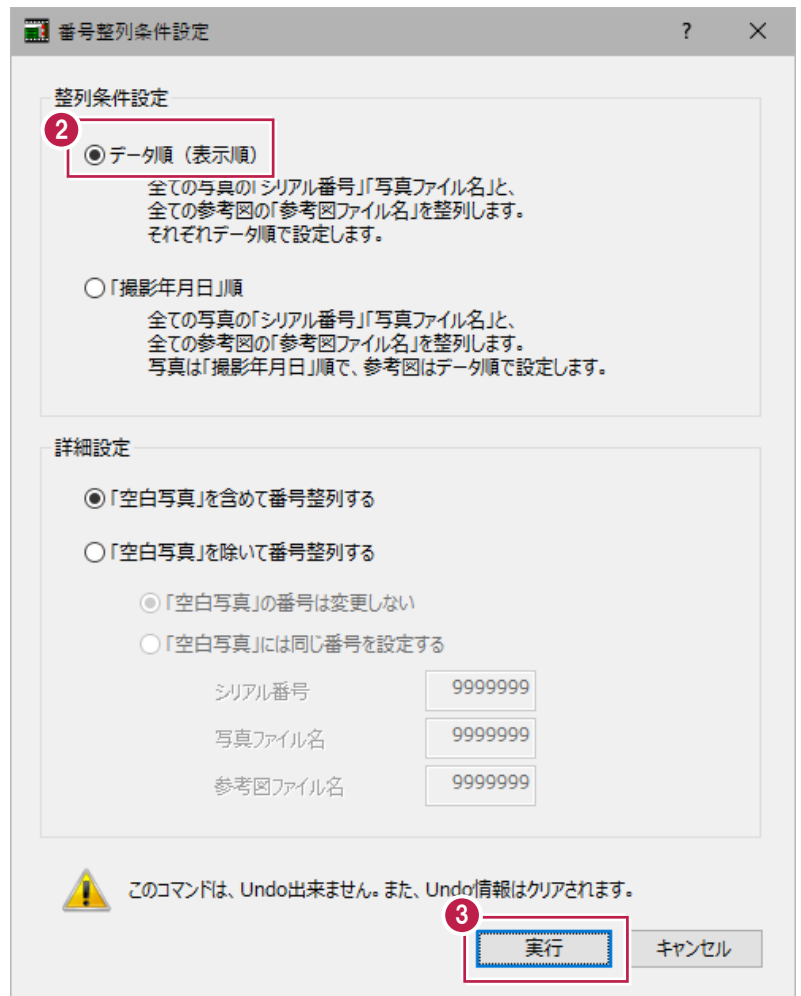 番号整列条件設定
?
整列条件設定
2
データ順（表示順）
全ての写真の「シリアル番号」「写真ファイル名」と、
全ての参考図の「参考図ファイル名」を整列します。
それぞれデータ順で設定します。
「撮影年月日」順
全ての写真の「シリアル番号」「写真ファイル名」と、
全ての参考図の「参考図ファイル名」を整列します。
写真は「撮影年月日」順で、参考図はデータ順で設定します。
詳細設定
「空白写真」を含めて番号整列する
「空白写真」を除いて番号整列する
「空白写真」の番号は変更しない
「空白写真」には同じ番号を設定する
シリアル番号 9999999
写真ファイル名 9999999
参考図ファイル名 9999999
このコマンドは、Undo出来ません。また、Undo情報はクリアされます。
3
実行 キャンセル